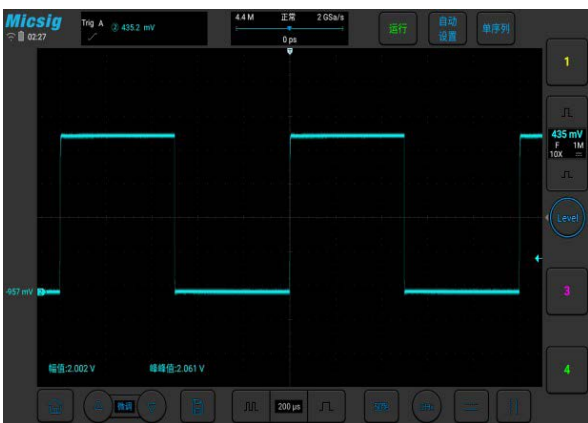 Micsig
02:27
Trig A ② 435.2 mV
4.4 M 正常 2 GSa/s
0 ps
运行
自动
设置
单序列
1
435 mV
F 1M
10X
Level
-957 mV 2
3
幅值:2.002 V 峰峰值:2.061 V
4
微调
200 μs